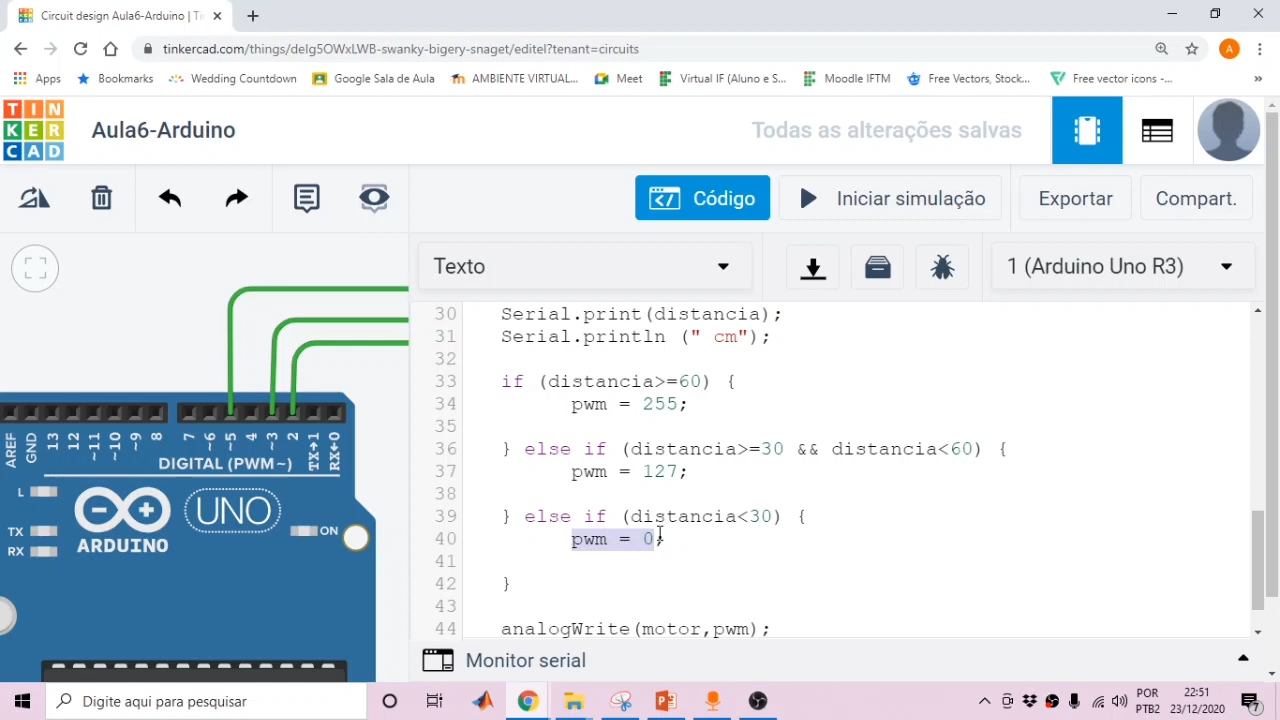 Circuit design Aula6-Arduino | Ti
tinkercad.com/things/delg5OWxLWB-swanky-bigery-snaget/editel?tenant=circuits
A
Apps
Bookmarks
Wedding Countdown
Google Sala de Aula
AMBIENTE VIRTUAL...
Meet
Virtual IF (Aluno e S...
Moodle IFTM
Free Vectors, Stock...
Free vector icons -...
»
TIN
KER
CAD
Aula6-Arduino
Todas as alterações salvas
Código
Iniciar simulação
Exportar
Compart.
Texto
1 (Arduino Uno R3)
30 Serial.print(distancia);
31 Serial.println (" cm");
32
33 if (distancia>=60) {
34 pwm = 255;
35
36 } else if (distancia>=30 && distancia<60) {
37 pwm = 127;
38
39 } else if (distancia<30) {
40 pwm = 0;
41
42 }
43
44 analogWrite(motor,pwm);
AREF
GND
13
12
~11
~10
~9
8
7
~6
~5
4
~3
2
TX→1
RX←0
DIGITAL (PWM~)
L
TX
RX
UNO
ON
ARDUINO
Monitor serial
Digite aqui para pesquisar
POR
PTB2
22:51
23/12/2020
7